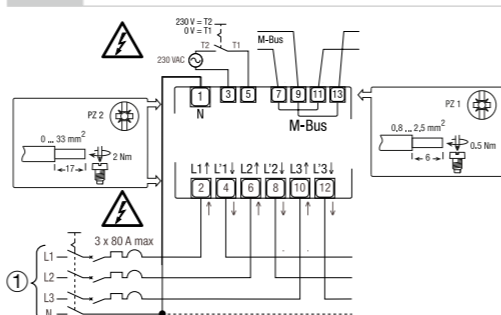 230 V = T2
0 V = T1
T2 T1
M-Bus
230 VAC
1 3 5 7 9 11 13
N
M-Bus
PZ 2
0 ... 33 mm²
2 Nm
17
PZ 1
0,8 ... 2,5 mm²
0.5 Nm
6
L1↑ L'1↓ L2↑ L'2↓ L3↑ L'3↓
2 4 6 8 10 12
3 x 80 A max
1
L1
L2
L3
N